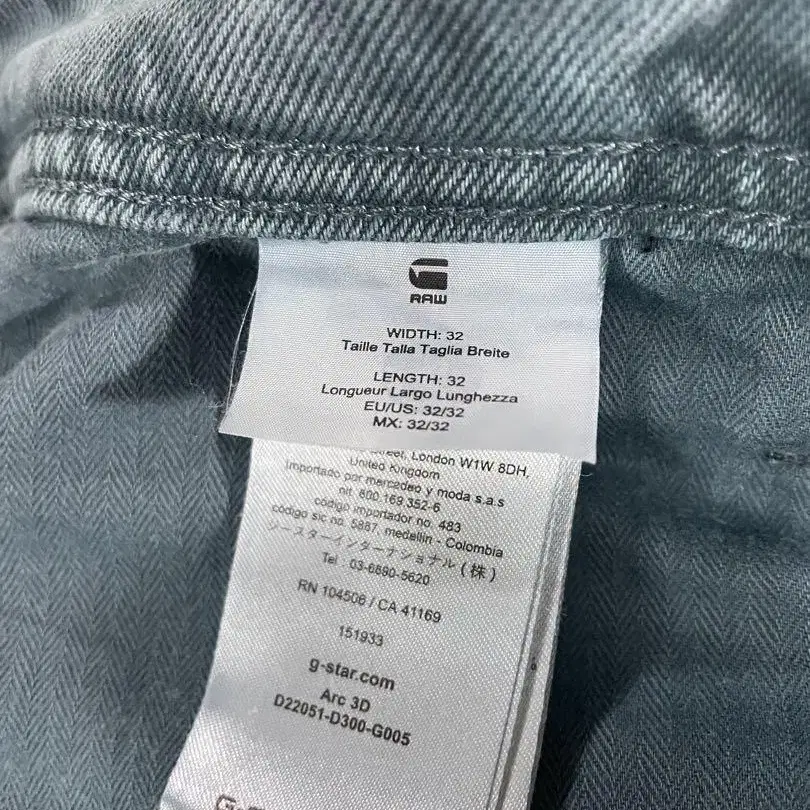 RAW
WIDTH: 32
Taille Talla Taglia Breite
LENGTH: 32
Longueur Largo Lunghezza
EU/US: 32/32
MX: 32/32
London W1W 8DH,
United Kingdom
Importado por mercadeo y moda s.a.s
nit 800.169 352-6
código importador no. 483
código sic no. 5887, medellin - Colombia
ジースターインターナショナル (株)
Tel : 03-6890-5620
RN 104506 / CA 41169
151933
g-star.com
Arc 3D
D22051-D300-G005